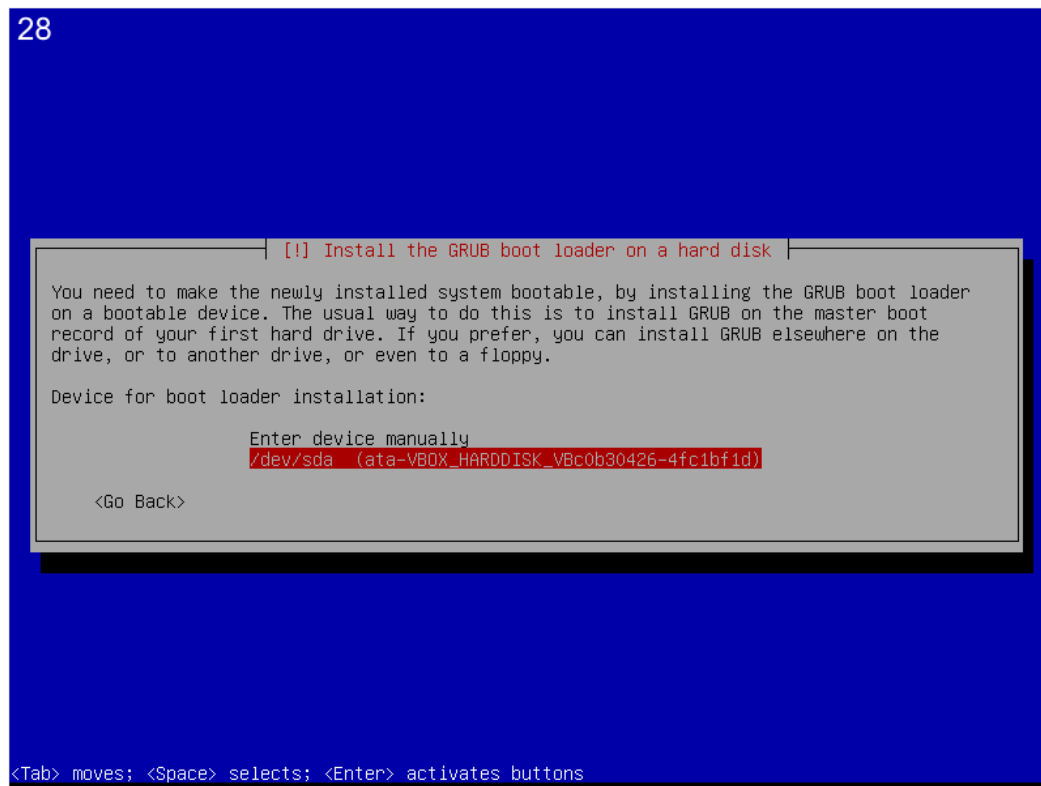 28
[!] Install the GRUB boot loader on a hard disk
You need to make the newly installed system bootable, by installing the GRUB boot loader
on a bootable device. The usual way to do this is to install GRUB on the master boot
record of your first hard drive. If you prefer, you can install GRUB elsewhere on the
drive, or to another drive, or even to a floppy.
Device for boot loader installation:
Enter device manually
/dev/sda (ata-VBOX_HARDDISK_VBc0b30426-4fc1bf1d)
<Go Back>
<Tab> moves; <Space> selects; <Enter> activates buttons